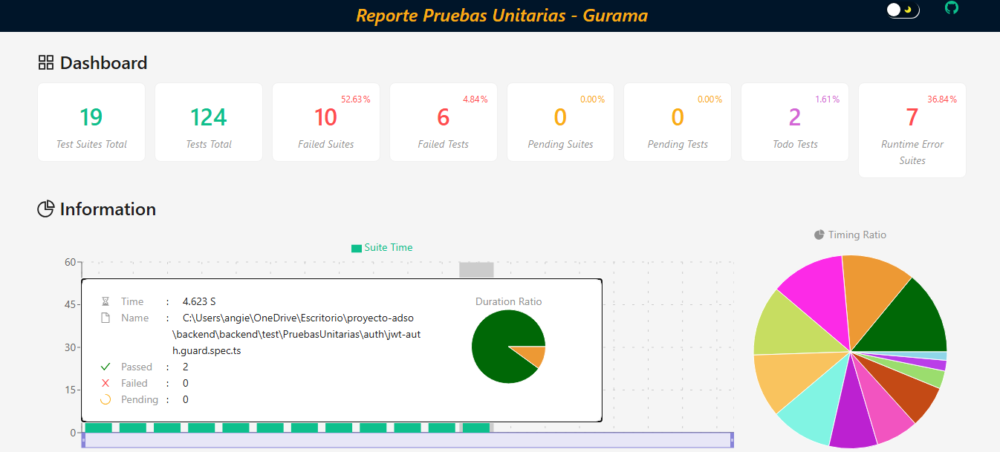 Reporte Pruebas Unitarias - Gurama
Dashboard
19
Test Suites Total
124
Tests Total
52.63%
10
Failed Suites
4.84%
6
Failed Tests
0.00%
0
Pending Suites
0.00%
0
Pending Tests
1.61%
2
Todo Tests
36.84%
7
Runtime Error
Suites
Information
Suite Time
60
45
30
15
0
Time : 4.623 S
Name : C:\Users\angie\OneDrive\Escritorio\proyecto-adso
\backend\backend\test\PruebasUnitarias\auth\jwt-aut
h.guard.spec.ts
Passed : 2
Failed : 0
Pending : 0
Duration Ratio
Timing Ratio